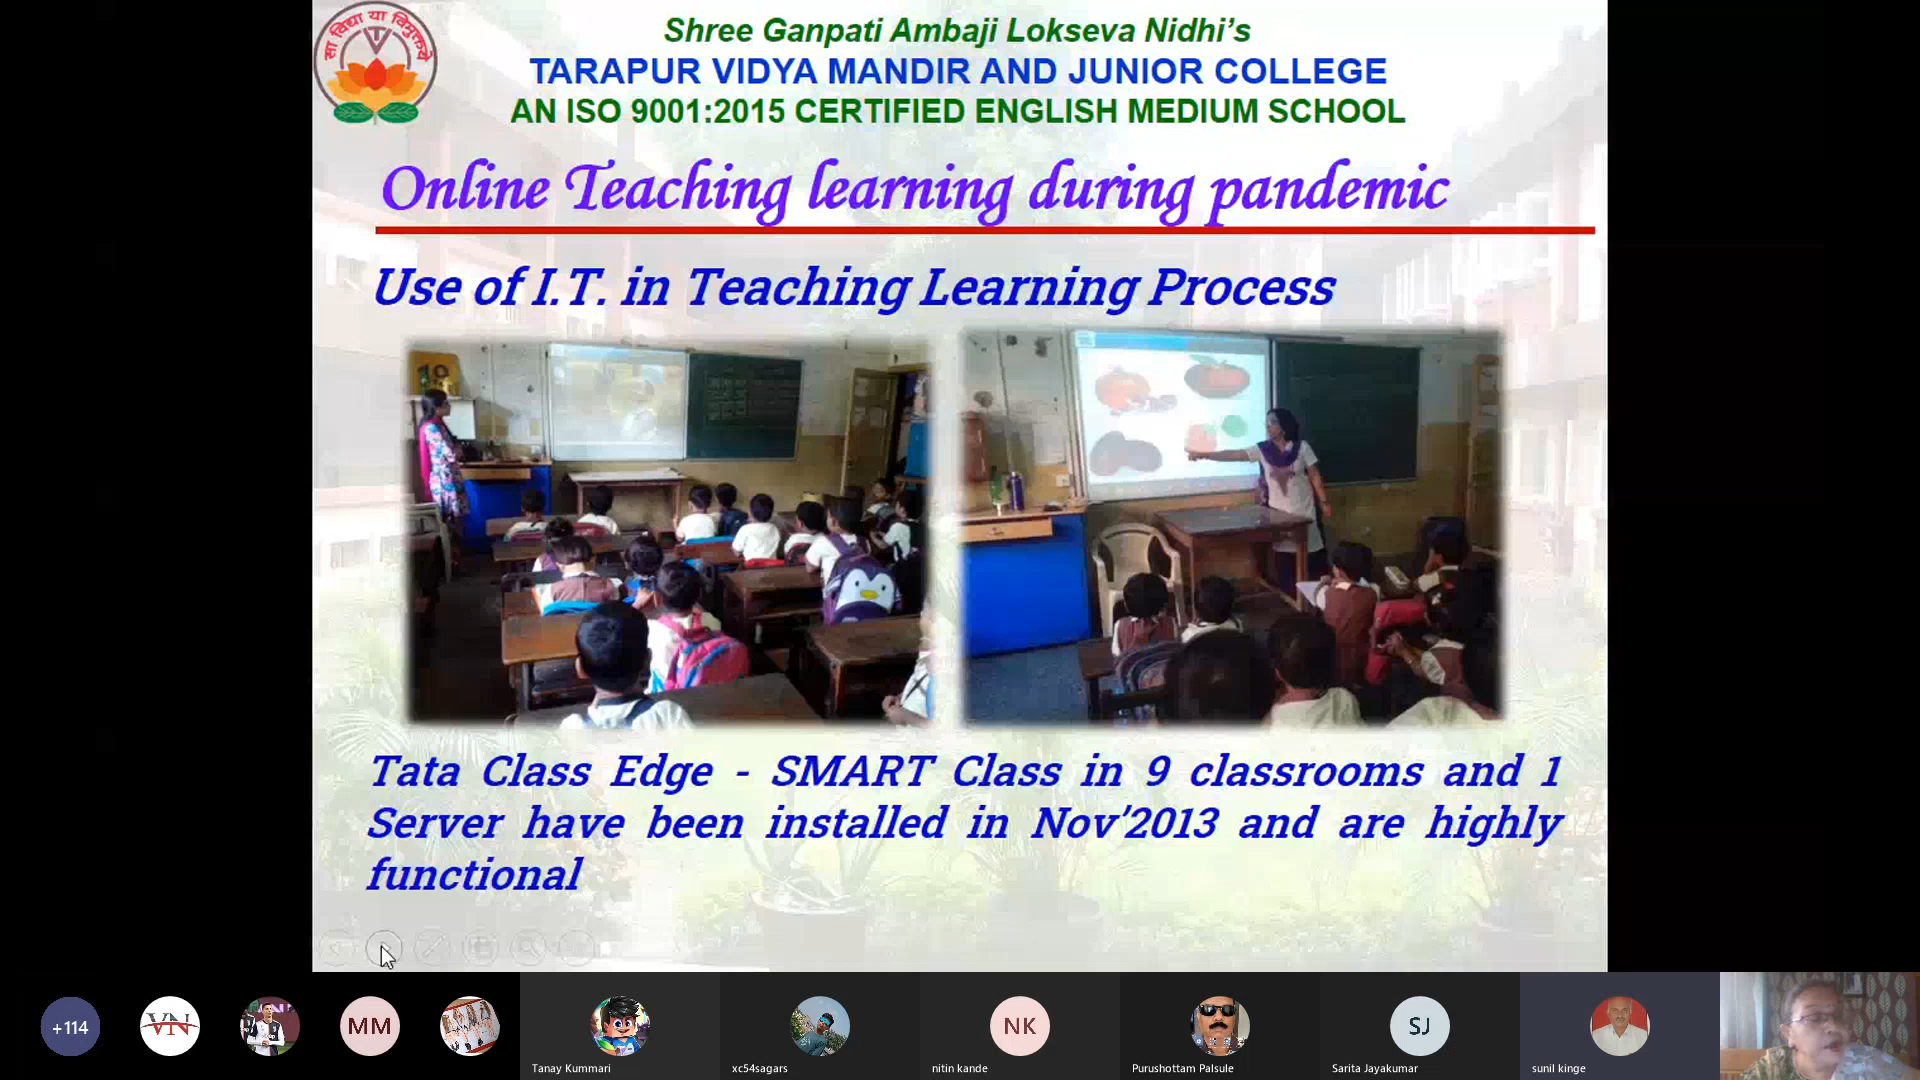 सा विद्या या विमुक्तये
Shree Ganpati Ambaji Lokseva Nidhi's
TARAPUR VIDYA MANDIR AND JUNIOR COLLEGE
AN ISO 9001:2015 CERTIFIED ENGLISH MEDIUM SCHOOL
Online Teaching learning during pandemic
Use of I.T. in Teaching Learning Process
Tata Class Edge - SMART Class in 9 classrooms and 1
Server have been installed in Nov'2013 and are highly
functional
+114
VN
MM
NK
SJ
Tanay Kummari
xc54sagars
nitin kande
Purushottam Palsule
Sarita Jayakumar
sunil kinge